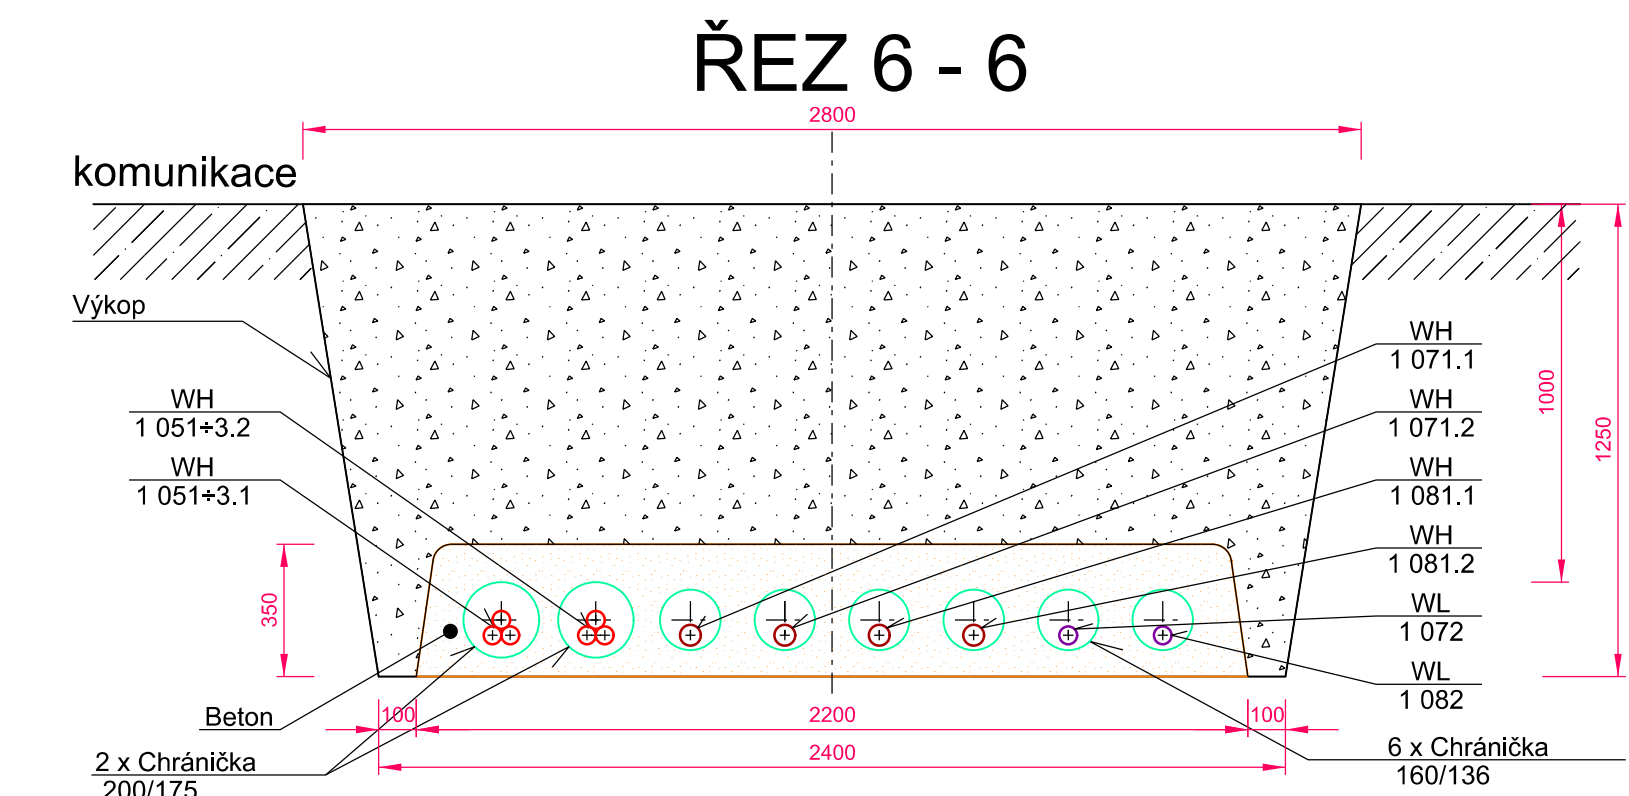 ŘEZ 6 - 6
2800
komunikace
Výkop
WH
1 051÷3.2
WH
1 051÷3.1
WH
1 071.1
WH
1 071.2
WH
1 081.1
WH
1 081.2
WL
1 072
WL
1 082
1000
1250
350
Beton
100
2200
100
2400
2 x Chránička
200/175
6 x Chránička
160/136